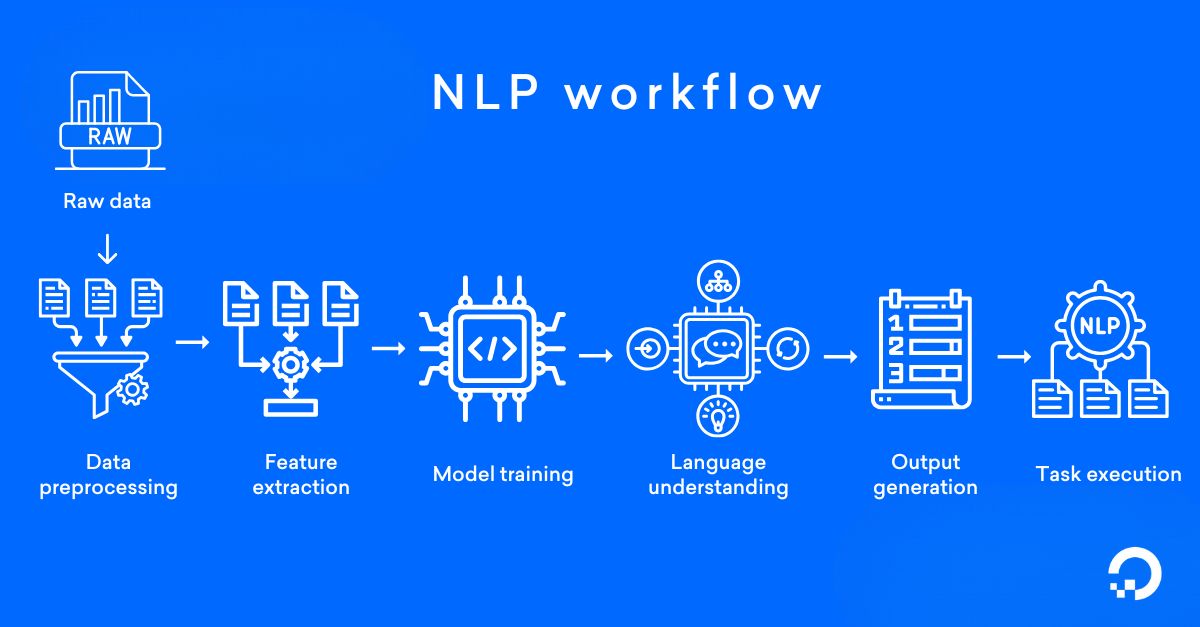 NLP workflow
RAW
Raw data
1
2
3
NLP
Data
preprocessing
Feature
extraction
Model training
Language
understanding
Output
generation
Task execution